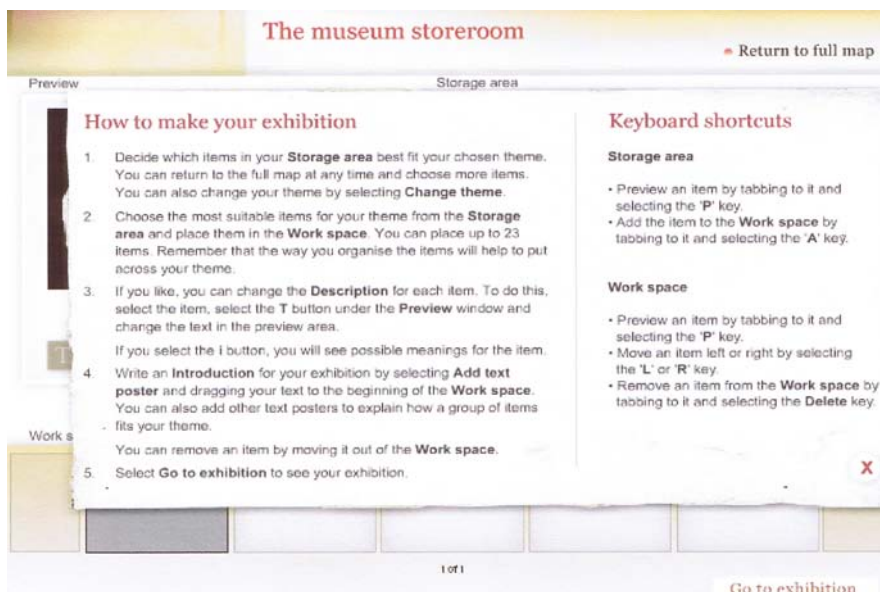 The museum storeroom
Return to full map
Preview
Storage area
How to make your exhibition
1. Decide which items in your Storage area best fit your chosen theme.
You can return to the full map at any time and choose more items.
You can also change your theme by selecting Change theme.
2. Choose the most suitable items for your theme from the Storage
area and place them in the Work space. You can place up to 23
items. Remember that the way you organise the items will help to put
across your theme.
3. If you like, you can change the Description for each item. To do this,
select the item, select the T button under the Preview window and
change the text in the preview area.
If you select the i button, you will see possible meanings for the item.
4. Write an Introduction for your exhibition by selecting Add text
poster and dragging your text to the beginning of the Work space.
You can also add other text posters to explain how a group of items
fits your theme.
You can remove an item by moving it out of the Work space.
5. Select Go to exhibition to see your exhibition.
Keyboard shortcuts
Storage area
• Preview an item by tabbing to it and
selecting the 'P' key.
• Add the item to the Work space by
tabbing to it and selecting the 'A' key.
Work space
• Preview an item by tabbing to it and
selecting the 'P' key.
• Move an item left or right by selecting
the 'L' or 'R' key.
• Remove an item from the Work space by
tabbing to it and selecting the Delete key.
X
T
Work s
1 of 1
Go to exhibition